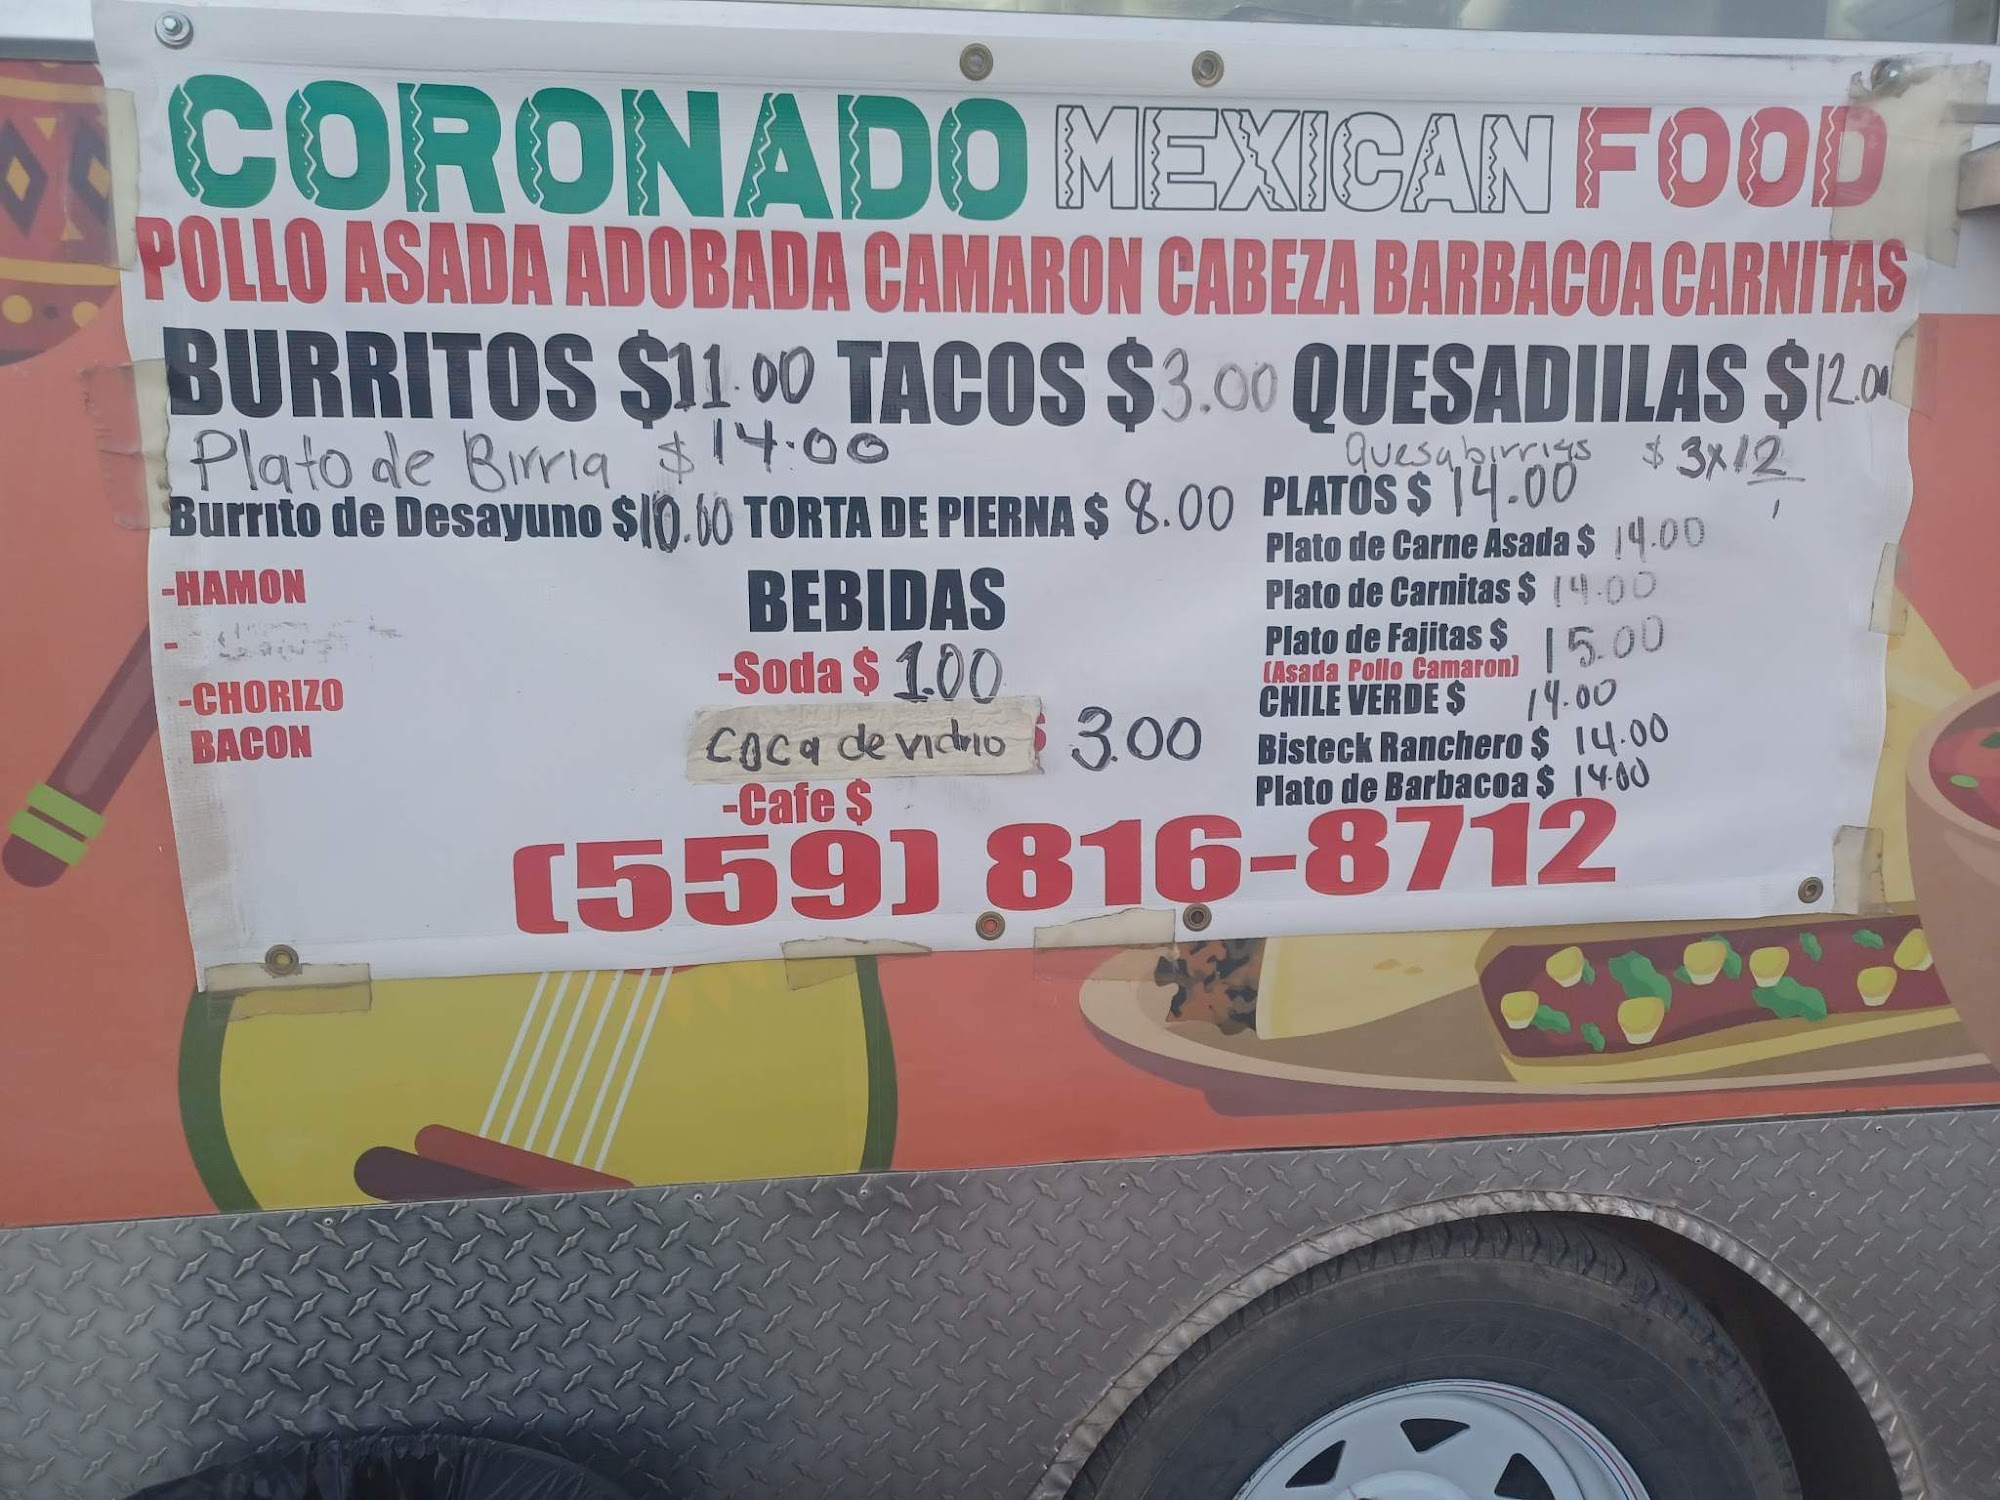 CORONADO MEXICAN FOOD
POLLO ASADA ADOBADA CAMARON CABEZA BARBACOA CARNITAS
BURRITOS $11.00 TACOS $3.00 QUESADIILAS $12.00
Plato de Birria $14.00
Quesabirrias $3x12
Burrito de Desayuno $10.00 TORTA DE PIERNA $8.00
-HAMON
-
-CHORIZO
BACON
BEBIDAS
-Soda $1.00
coca de vidrio $3.00
-Cafe $
PLATOS $14.00
Plato de Carne Asada $14.00
Plato de Carnitas $14.00
Plato de Fajitas $15.00
(Asada Pollo Camaron)
CHILE VERDE $14.00
Bisteck Ranchero $14.00
Plato de Barbacoa $14.00
(559) 816-8712